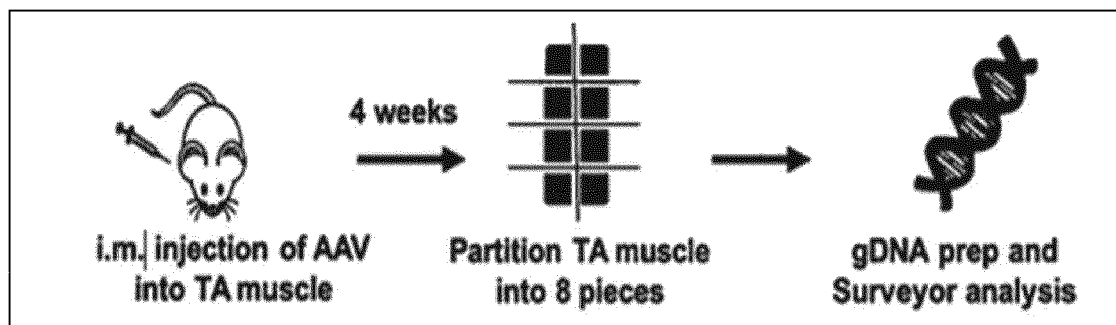 4 weeks
i.m. injection of AAV
into TA muscle
Partition TA muscle
into 8 pieces
gDNA prep and
Surveyor analysis